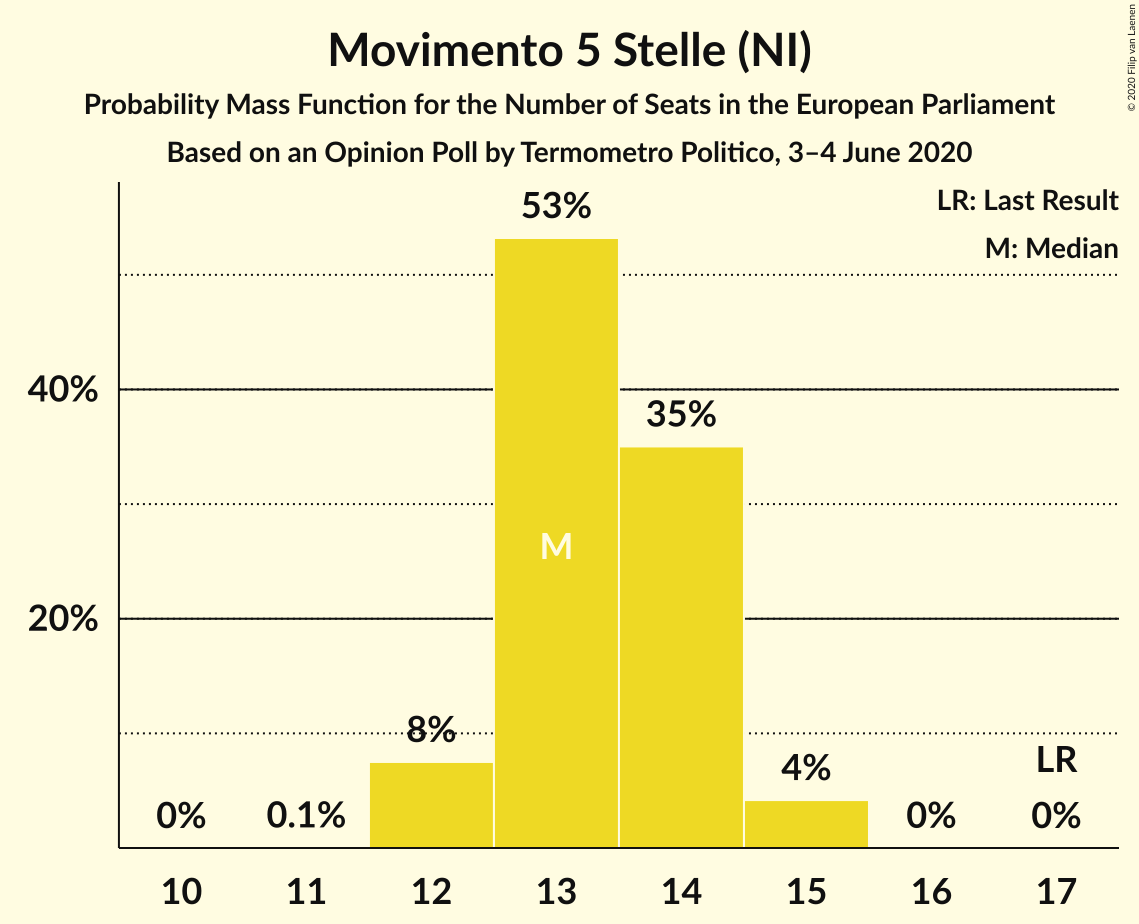 Movimento 5 Stelle (NI)
Probability Mass Function for the Number of Seats in the European Parliament
Based on an Opinion Poll by Termometro Politico, 3–4 June 2020
© 2020 Filip van Laenen
LR: Last Result
M: Median
53%
40%
35%
M
20%
8%
4%
LR
0%
0.1%
0%
0%
10
11
12
13
14
15
16
17